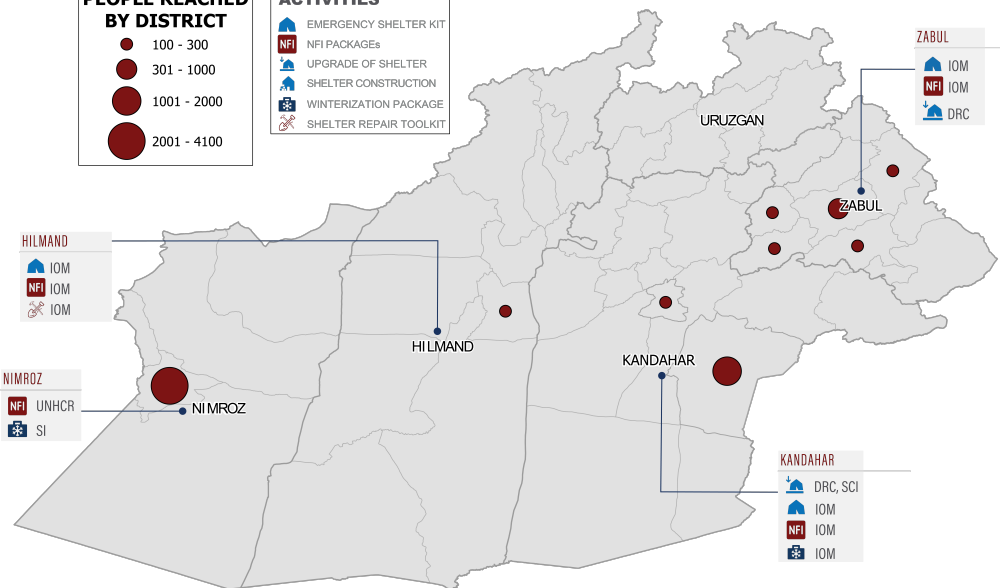 PEOPLE REACHED
BY DISTRICT
100 - 300
301 - 1000
1001 - 2000
2001 - 4100
ACTIVITIES
EMERGENCY SHELTER KIT
NFI NFI PACKAGEs
UPGRADE OF SHELTER
SHELTER CONSTRUCTION
WINTERIZATION PACKAGE
SHELTER REPAIR TOOLKIT
ZABUL
IOM
NFI IOM
DRC
URUZGAN
ZABUL
HILMAND
IOM
NFI IOM
IOM
HILMAND
KANDAHAR
NIMROZ
NFI UNHCR
SI
NIMROZ
KANDAHAR
DRC, SCI
IOM
NFI IOM
IOM